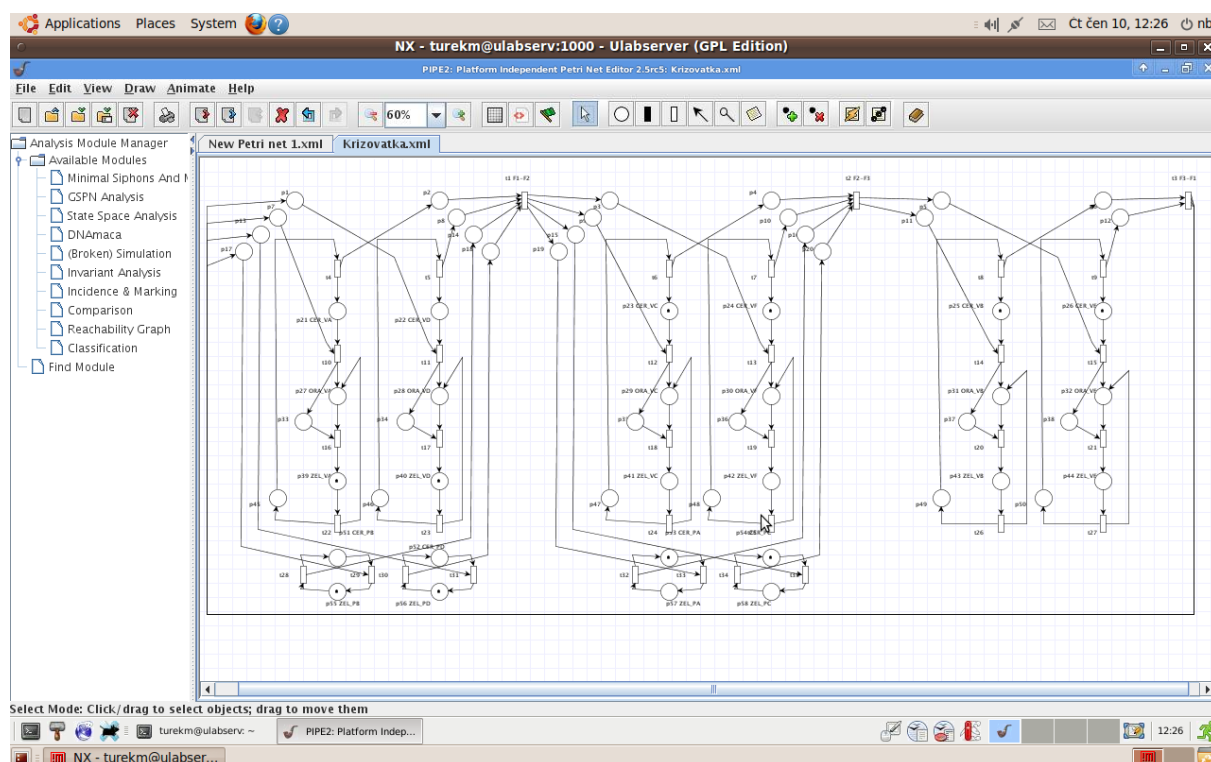 Applications Places System
Čt čen 10, 12:26 nb
NX - turekm@ulabserv:1000 - Ulabserver (GPL Edition)
PIPE2: Platform Independent Petri Net Editor 2.5rc5: Krizovatka.xml
File Edit View Draw Animate Help
60%
Analysis Module Manager
Available Modules
Minimal Siphons And
GSPN Analysis
State Space Analysis
DNAmaca
(Broken) Simulation
Invariant Analysis
Incidence & Marking
Comparison
Reachability Graph
Classification
Find Module
New Petri net 1.xml Krizovatka.xml
t1 F1-F2 t2 F2-F3 t3 F3-F1
p1 p2 p4
p7 p8 p10 p11 p12
p14 p15
p17 p19
t4 t5 t6 t7 t8 t9
p21 CER_VA p22 CER_VD p23 CER_VC p24 CER_VF p25 CER_VB p26 CER_VE
t10 t11 t12 t13 t14 t15
p27 ORA_VA p28 ORA_VD p29 ORA_VC p30 ORA_VF p31 ORA_VB p32 ORA_VE
p33 p34 p36 p37 p38
t16 t17 t18 t19 t20 t21
p39 ZEL_VA p40 ZEL_VD p41 ZEL_VC p42 ZEL_VF p43 ZEL_VB p44 ZEL_VE
p45 p46 p47 p48 p49 p50
t22 p51 CER_PB t23 t24 p53 CER_PA t26 t27
p52 CER_PD
t28 t29 t30 t31 t32 t33 t34
p55 ZEL_PB p56 ZEL_PD p57 ZEL_PA p58 ZEL_PC
Select Mode: Click/drag to select objects; drag to move them
turekm@ulabserv: ~ PIPE2: Platform Indep... 12:26
NX - turekm@ulabser...